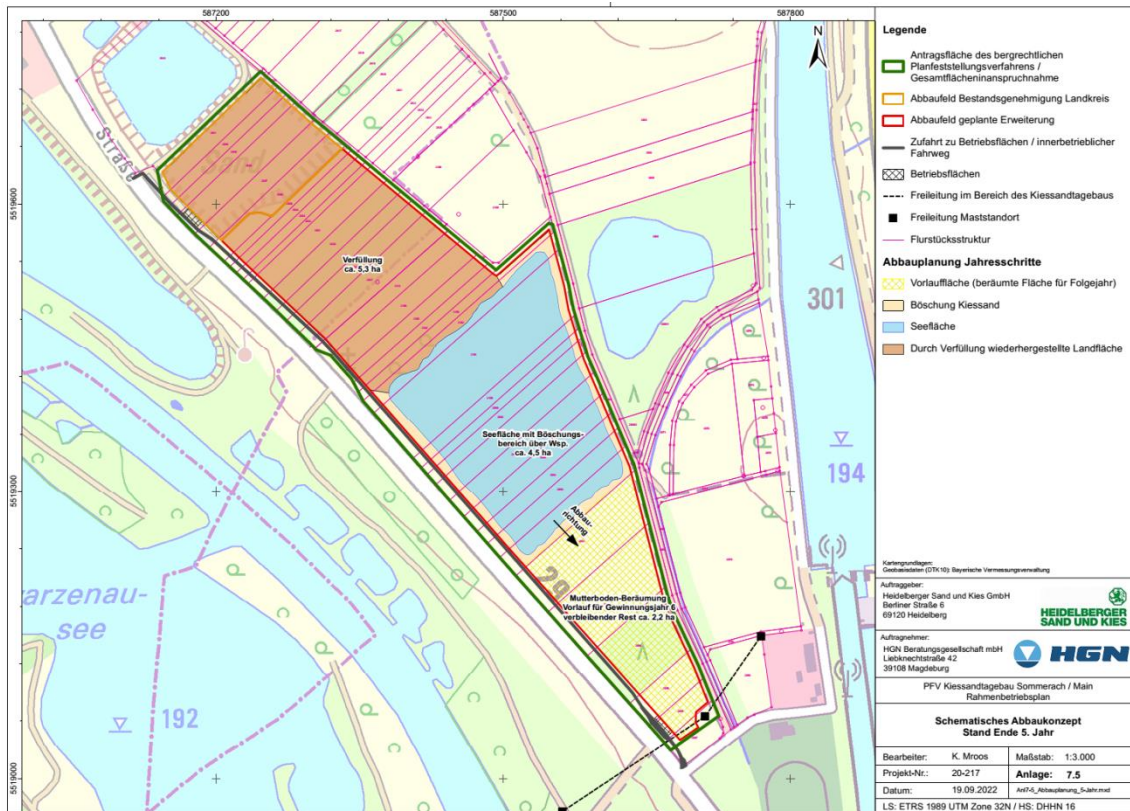 587200
587500
587800
5519600
5519300
5519000
Straße
Sand
Verfüllung
ca. 5,3 ha
Seefläche mit Böschungs-
bereich über Wsp.
ca. 4,5 ha
Abbau-
richtung
Mutterboden-Beräumung
Vorlauf für Gewinnungsjahr 6
verbleibender Rest ca. 2,2 ha
301
194
192
arzenau-
see
N
Legende
Antragsfläche des bergrechtlichen
Planfeststellungsverfahrens /
Gesamtflächeninanspruchnahme
Abbaufeld Bestandsgenehmigung Landkreis
Abbaufeld geplante Erweiterung
Zufahrt zu Betriebsflächen / innerbetrieblicher
Fahrweg
Betriebsflächen
Freileitung im Bereich des Kiessandtagebaus
Freileitung Maststandort
Flurstücksstruktur
Abbauplanung Jahresschritte
Vorlauffläche (beräumte Fläche für Folgejahr)
Böschung Kiessand
Seefläche
Durch Verfüllung wiederhergestellte Landfläche
Kartengrundlagen:
Geobasisdaten (DTK10): Bayerische Vermessungsverwaltung
Auftraggeber:
Heidelberger Sand und Kies GmbH
Berliner Straße 6
69120 Heidelberg
HEIDELBERGER
SAND UND KIES
Auftragnehmer:
HGN Beratungsgesellschaft mbH
Liebknechtstraße 42
39108 Magdeburg
HGN
PFV Kiessandtagebau Sommerach / Main
Rahmenbetriebsplan
Schematisches Abbaukonzept
Stand Ende 5. Jahr
Bearbeiter: K. Mroos Maßstab: 1:3.000
Projekt-Nr.: 20-217 Anlage: 7.5
Datum: 19.09.2022 Anl7-5_Abbauplanung_5-Jahr.mxd
LS: ETRS 1989 UTM Zone 32N / HS: DHHN 16